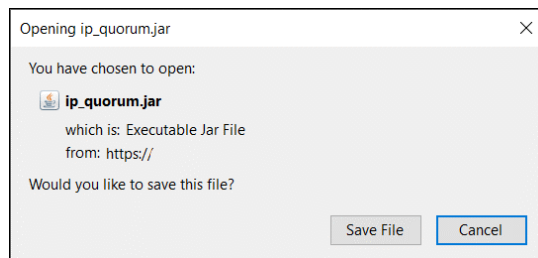 Opening ip_quorum.jar
You have chosen to open:
ip_quorum.jar
which is: Executable Jar File
from: https://
Would you like to save this file?
Save File
Cancel